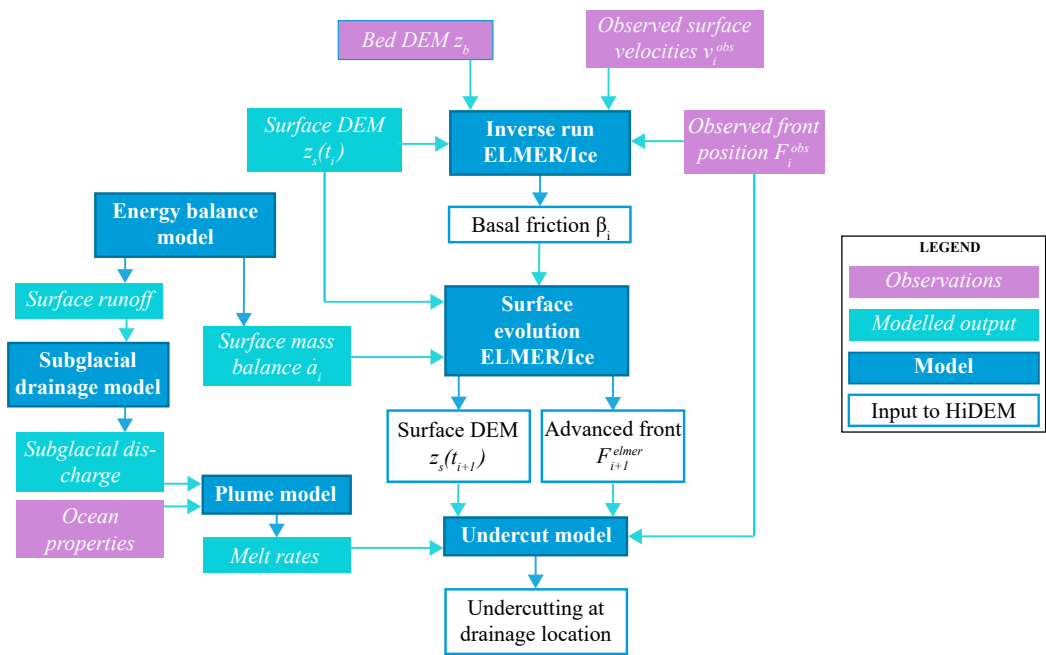 Bed DEM z_b
Observed surface
velocities v_i^obs
Surface DEM
z_s(t_i)
Inverse run
ELMER/Ice
Observed front
position F_i^obs
Energy balance
model
Basal friction β_i
LEGEND
Observations
Modelled output
Model
Input to HiDEM
Surface runoff
Surface
evolution
ELMER/Ice
Surface mass
balance ȧ_i
Subglacial
drainage model
Surface DEM
z_s(t_{i+1})
Advanced front
F_{i+1}^elmer
Subglacial dis-
charge
Plume model
Ocean
properties
Undercut model
Melt rates
Undercutting at
drainage location